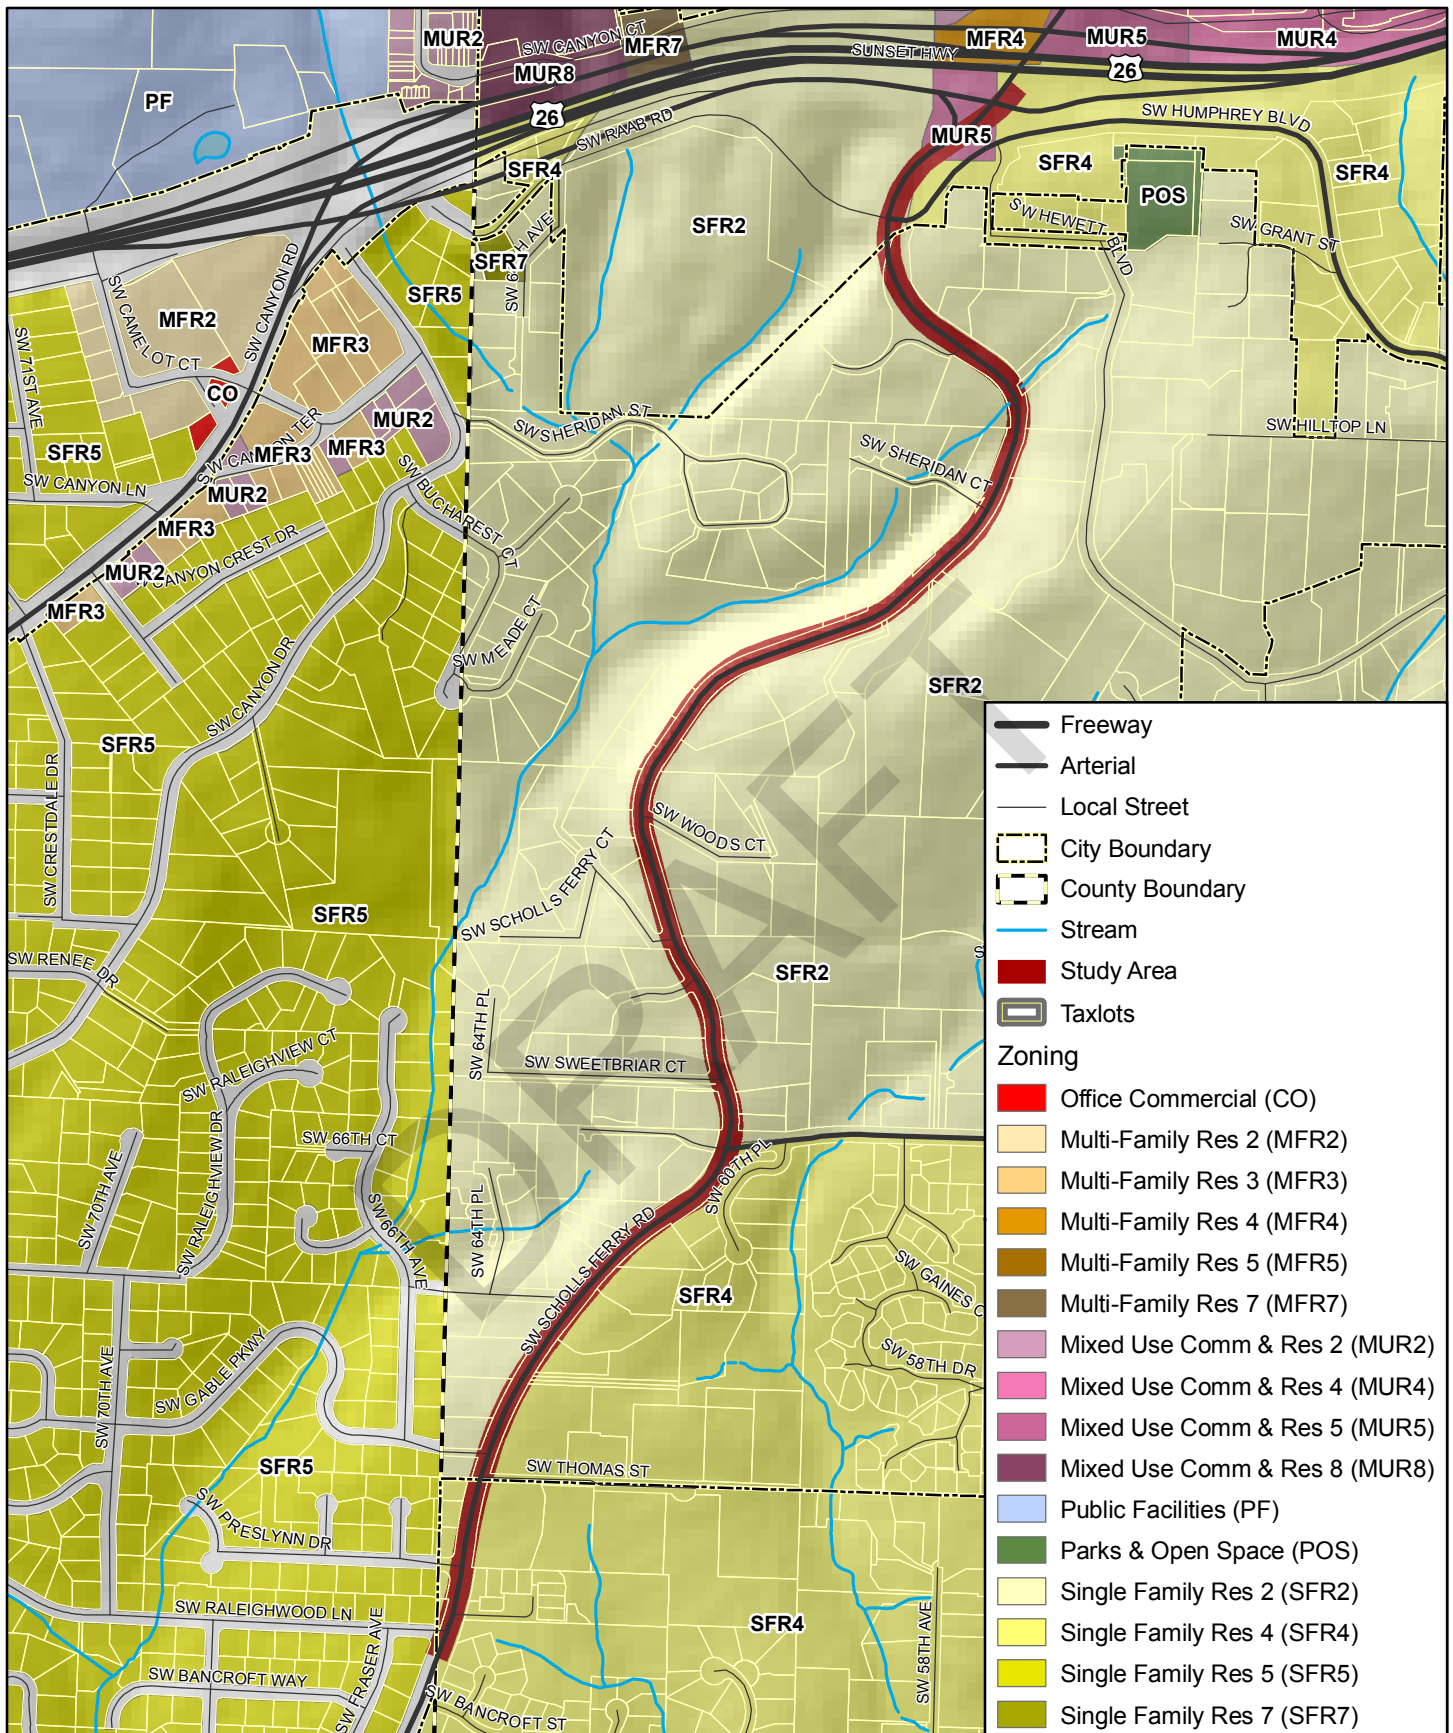 MUR2
SW CANYON CT
MFR7
MFR4
MUR5
MUR4
SUNSET HWY
MUR8
26
26
PF
SW HUMPHREY BLVD
SW RAAB RD
MUR5
SFR4
SFR4
SFR4
POS
SFR2
SW HEWETT BLVD
SW GRANT ST
SFR7
SFR5
SW CANYON RD
SW CAMELOT CT
MFR2
MFR3
SW 71ST AVE
CO
MUR2
SW SHERIDAN ST
SW HILLTOP LN
SFR5
MFR3
MFR3
SW SHERIDAN CT
SW CANYON LN
MUR2
SW BUCHAREST CT
MFR3
CANYON CREST DR
MUR2
MFR3
SW MEADE CT
SW CANYON DR
SFR2
SFR5
SW CRESTDALE DR
SW WOODS CT
SW SCHOLLS FERRY CT
SFR5
SW RENEE DR
SFR2
SW 64TH PL
SW RALEIGHVIEW CT
SW SWEETBRIAR CT
SW 66TH CT
SW 70TH AVE
SW RALEIGHVIEW DR
SW 60TH PL
SW 64TH PL
SW 66TH AVE
SW SCHOLLS FERRY RD
SW GAINES C
SFR4
SW 58TH DR
SW GABLE PKWY
SW 70TH AVE
SFR5
SW THOMAS ST
SW PRESLYNN DR
SW RALEIGHWOOD LN
SFR4
SW 58TH AVE
SW FRASER AVE
SW BANCROFT WAY
SW BANCROFT ST
DRAFT
Freeway
Arterial
Local Street
City Boundary
County Boundary
Stream
Study Area
Taxlots
Zoning
Office Commercial (CO)
Multi-Family Res 2 (MFR2)
Multi-Family Res 3 (MFR3)
Multi-Family Res 4 (MFR4)
Multi-Family Res 5 (MFR5)
Multi-Family Res 7 (MFR7)
Mixed Use Comm & Res 2 (MUR2)
Mixed Use Comm & Res 4 (MUR4)
Mixed Use Comm & Res 5 (MUR5)
Mixed Use Comm & Res 8 (MUR8)
Public Facilities (PF)
Parks & Open Space (POS)
Single Family Res 2 (SFR2)
Single Family Res 4 (SFR4)
Single Family Res 5 (SFR5)
Single Family Res 7 (SFR7)